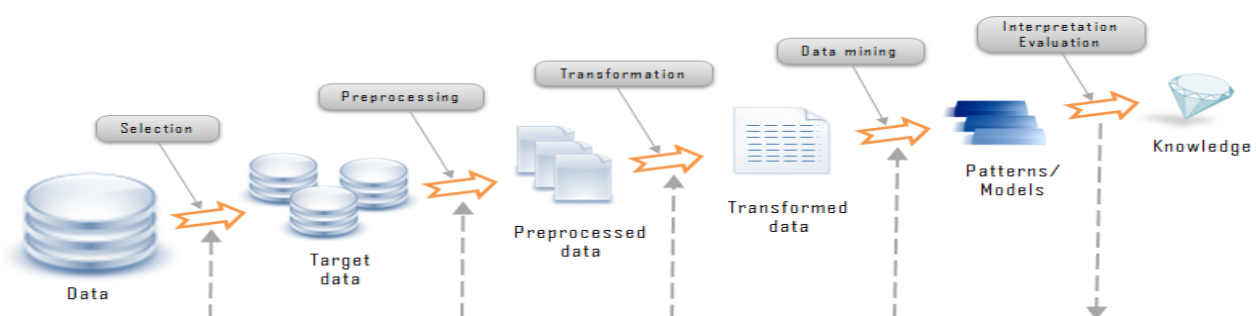 Selection
Preprocessing
Transformation
Data mining
Interpretation
Evaluation
Data
Target
data
Preprocessed
data
Transformed
data
Patterns/
Models
Knowledge